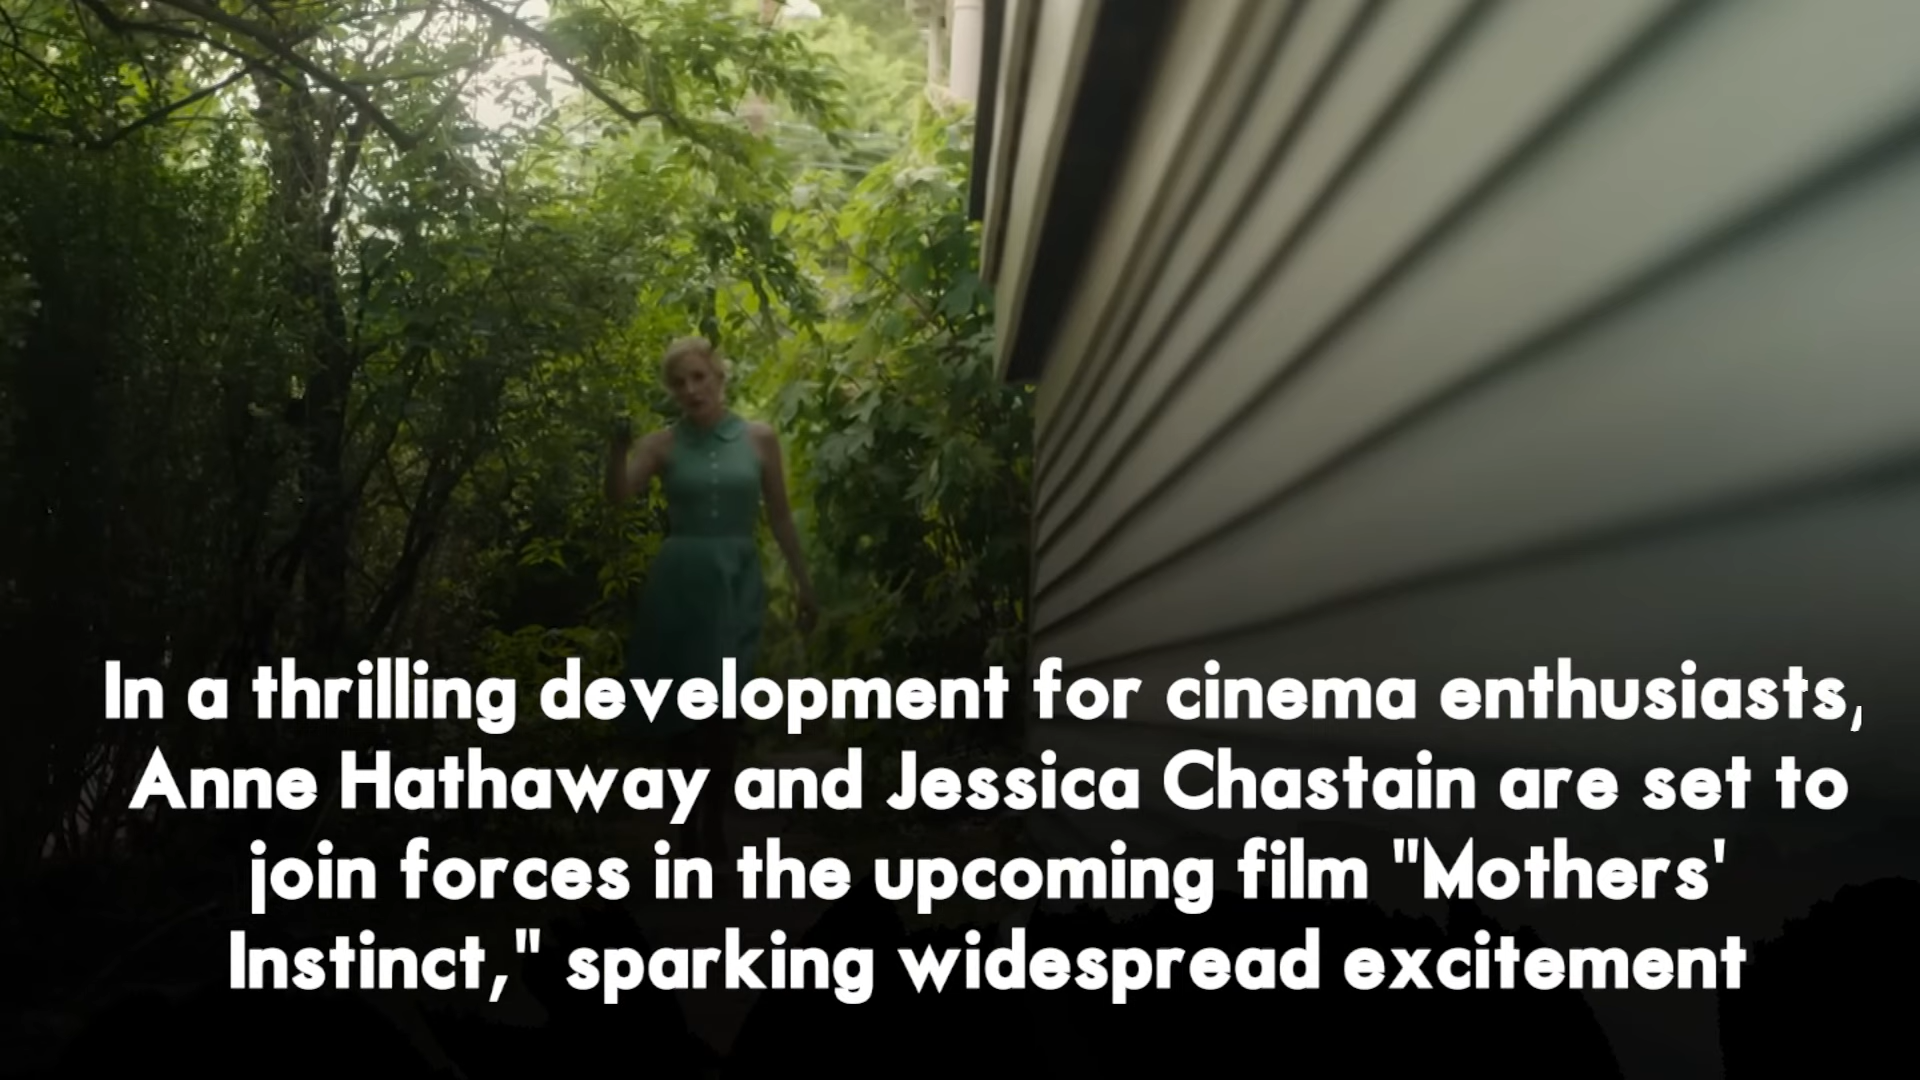 In a thrilling development for cinema enthusiasts,
Anne Hathaway and Jessica Chastain are set to
join forces in the upcoming film "Mothers'
Instinct," sparking widespread excitement